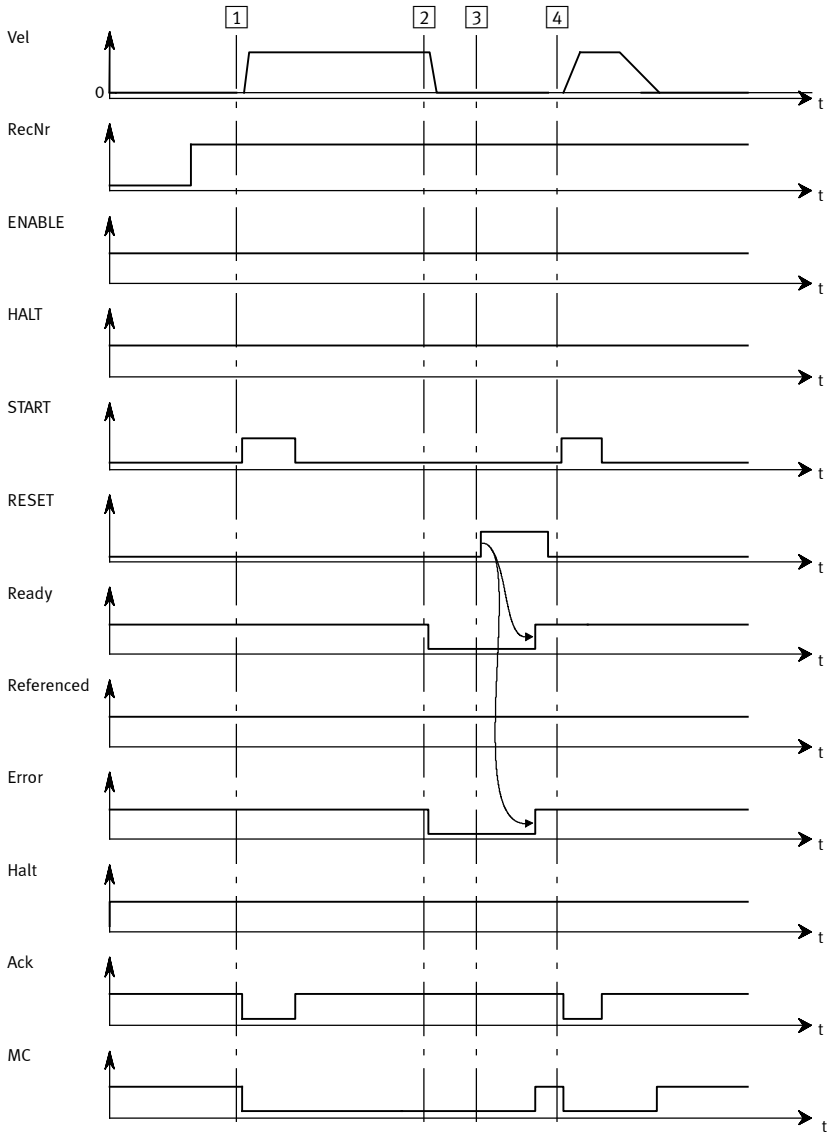 1 2 3 4
Vel
0
t
RecNr
t
ENABLE
t
HALT
t
START
t
RESET
t
Ready
t
Referenced
t
Error
t
Halt
t
Ack
t
MC
t